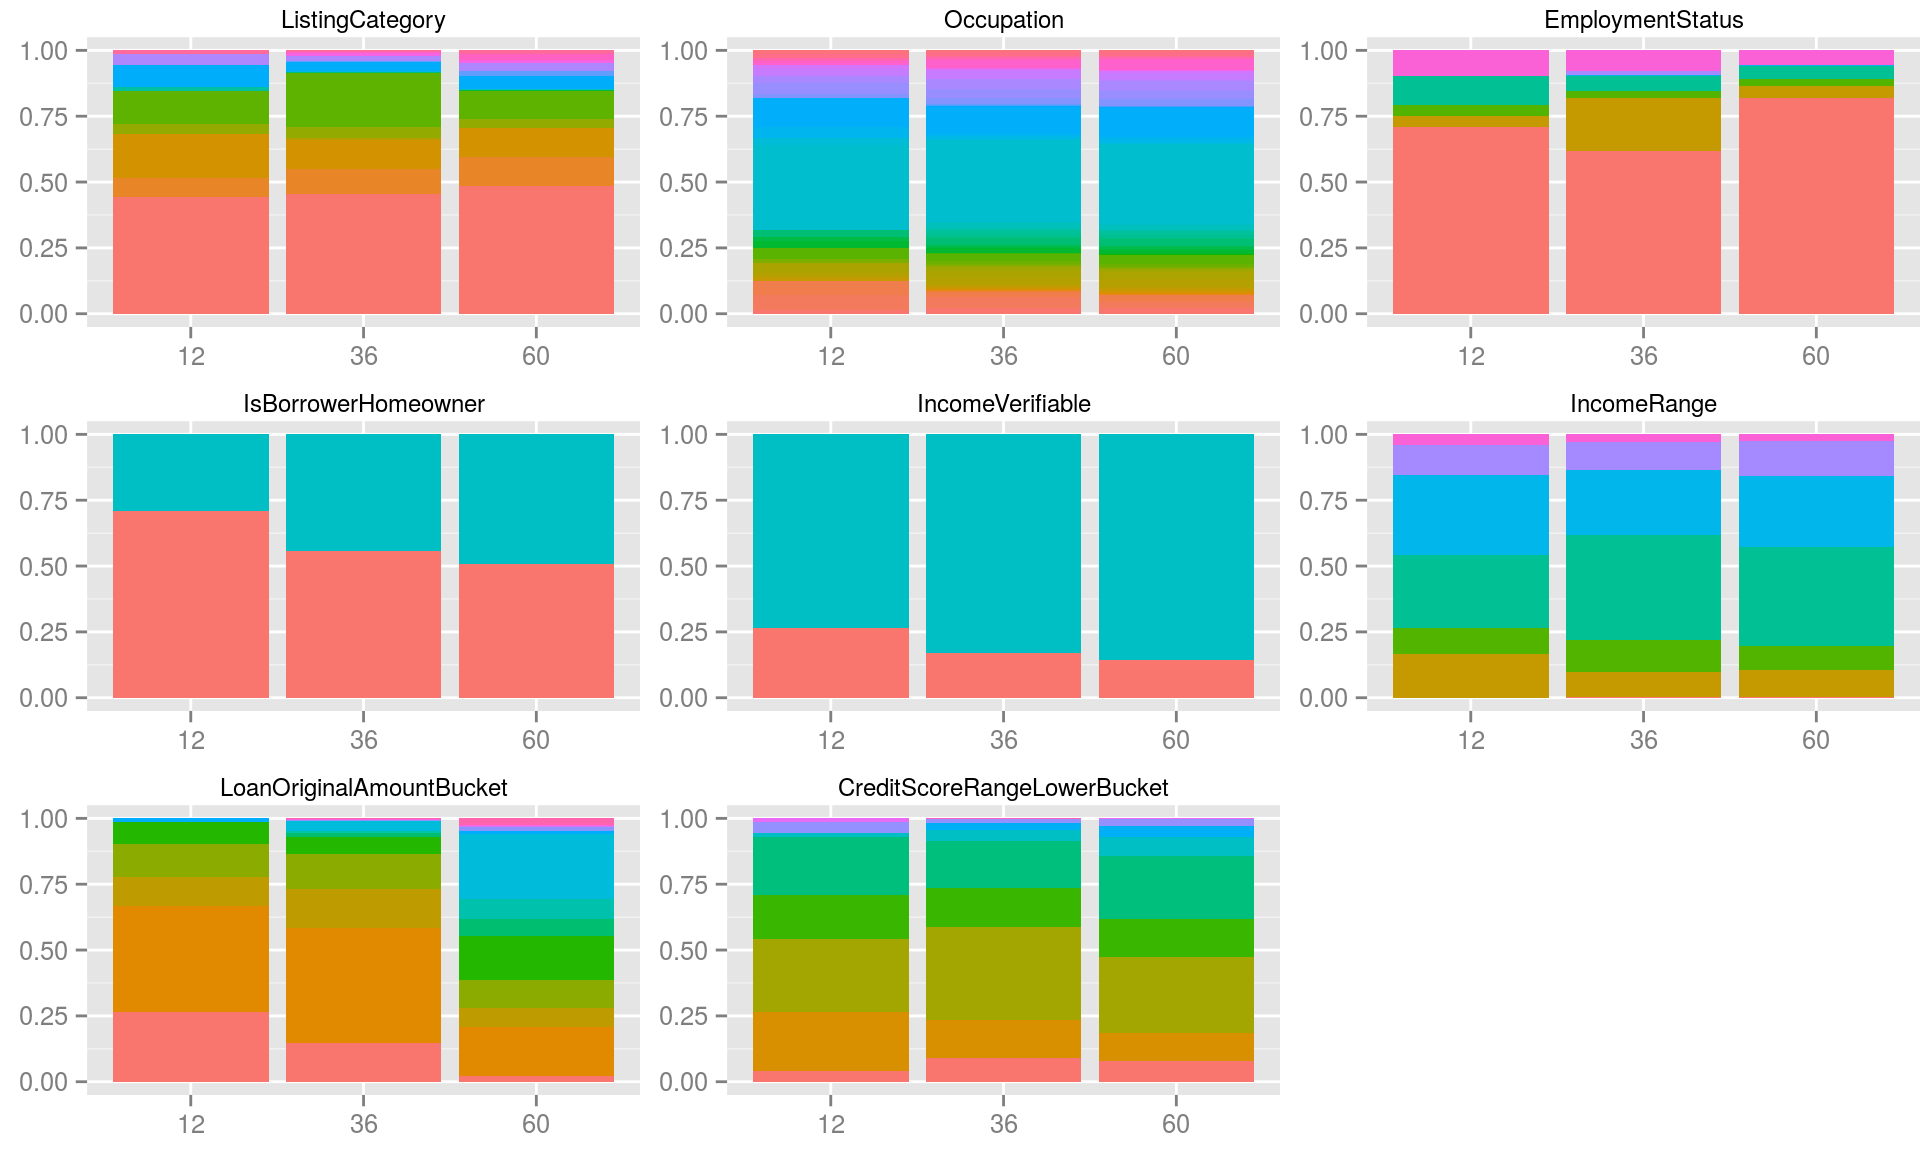 ListingCategory Occupation EmploymentStatus
1.00 1.00 1.00
0.75 0.75 0.75
0.50 0.50 0.50
0.25 0.25 0.25
0.00 0.00 0.00
12 36 60 12 36 60 12 36 60
IsBorrowerHomeowner IncomeVerifiable IncomeRange
1.00 1.00 1.00
0.75 0.75 0.75
0.50 0.50 0.50
0.25 0.25 0.25
0.00 0.00 0.00
12 36 60 12 36 60 12 36 60
LoanOriginalAmountBucket CreditScoreRangeLowerBucket
1.00 1.00
0.75 0.75
0.50 0.50
0.25 0.25
0.00 0.00
12 36 60 12 36 60